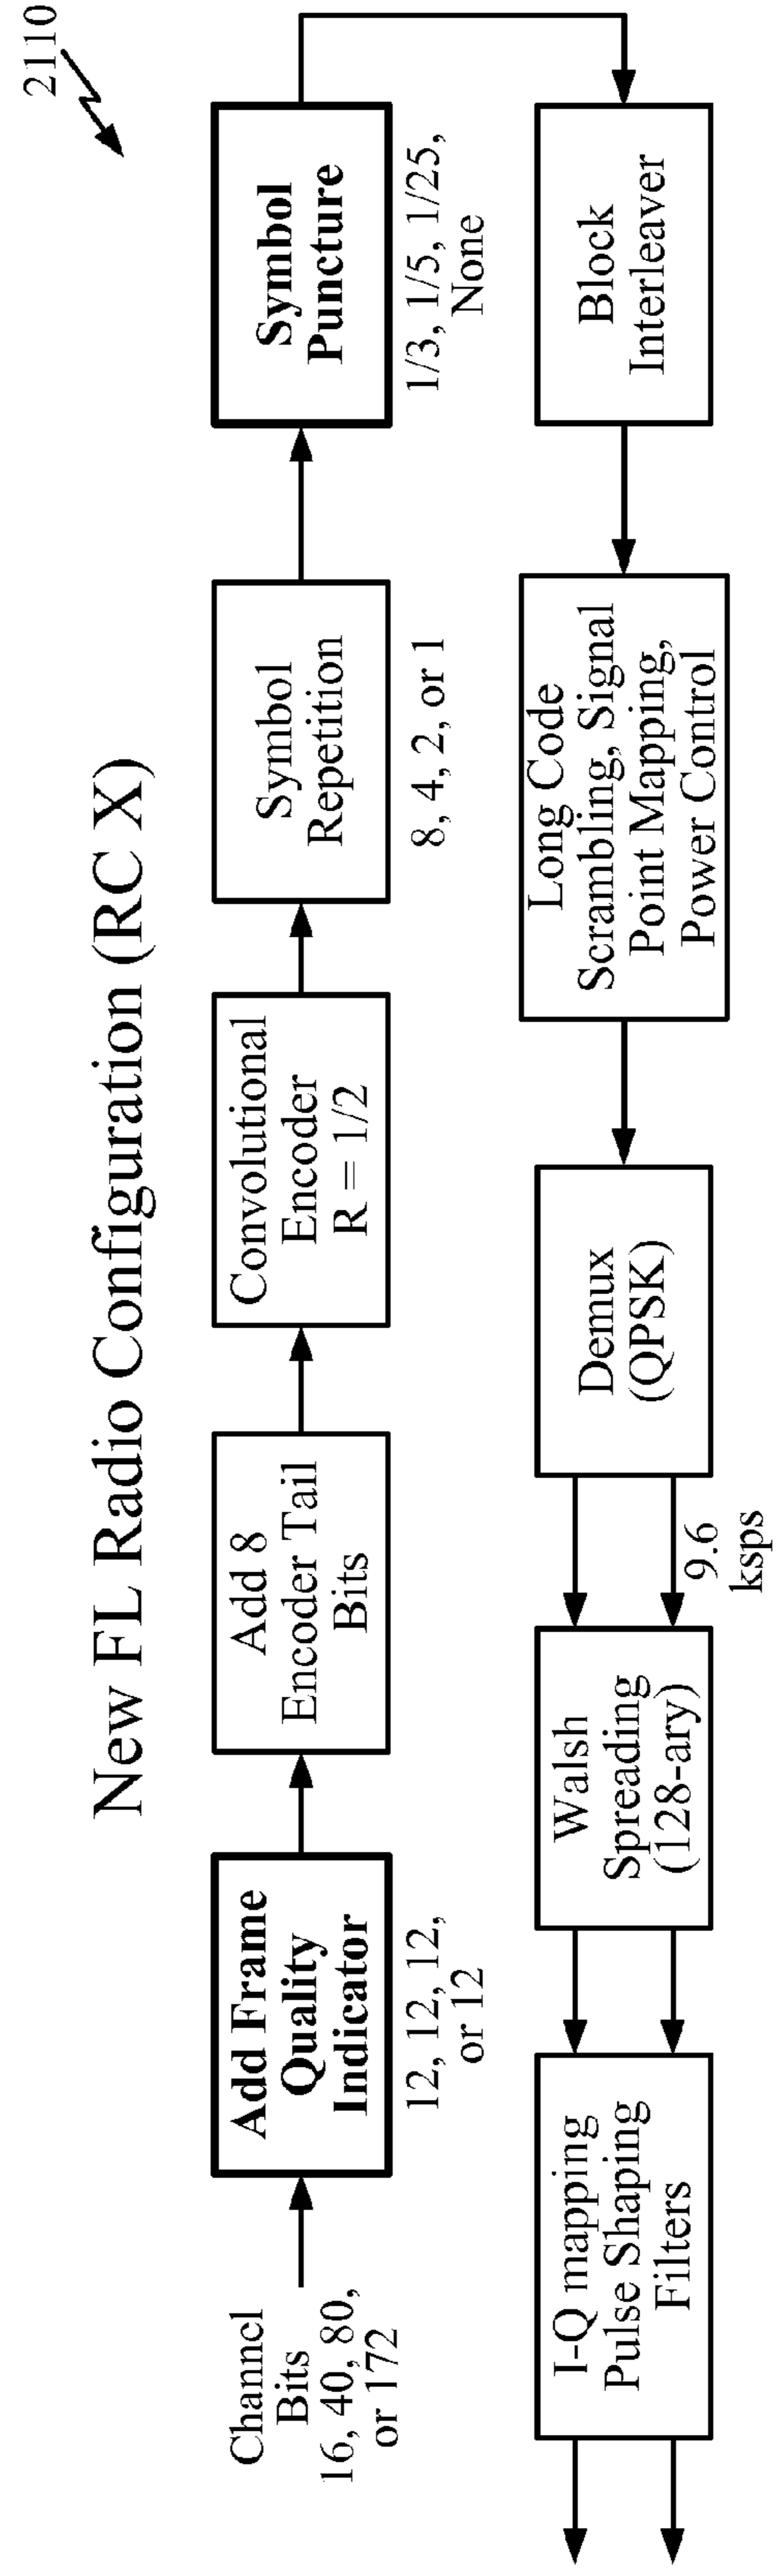 2110
New FL Radio Configuration (RC X)
Channel
Bits
16, 40, 80,
or 172
Add Frame
Quality
Indicator
12, 12, 12,
or 12
Add 8
Encoder Tail
Bits
Convolutional
Encoder
R = 1/2
Symbol
Repetition
8, 4, 2, or 1
Symbol
Puncture
1/3, 1/5, 1/25,
None
Block
Interleaver
Long Code
Scrambling, Signal
Point Mapping,
Power Control
Demux
(QPSK)
9.6
ksps
Walsh
Spreading
(128-ary)
I-Q mapping
Pulse Shaping
Filters